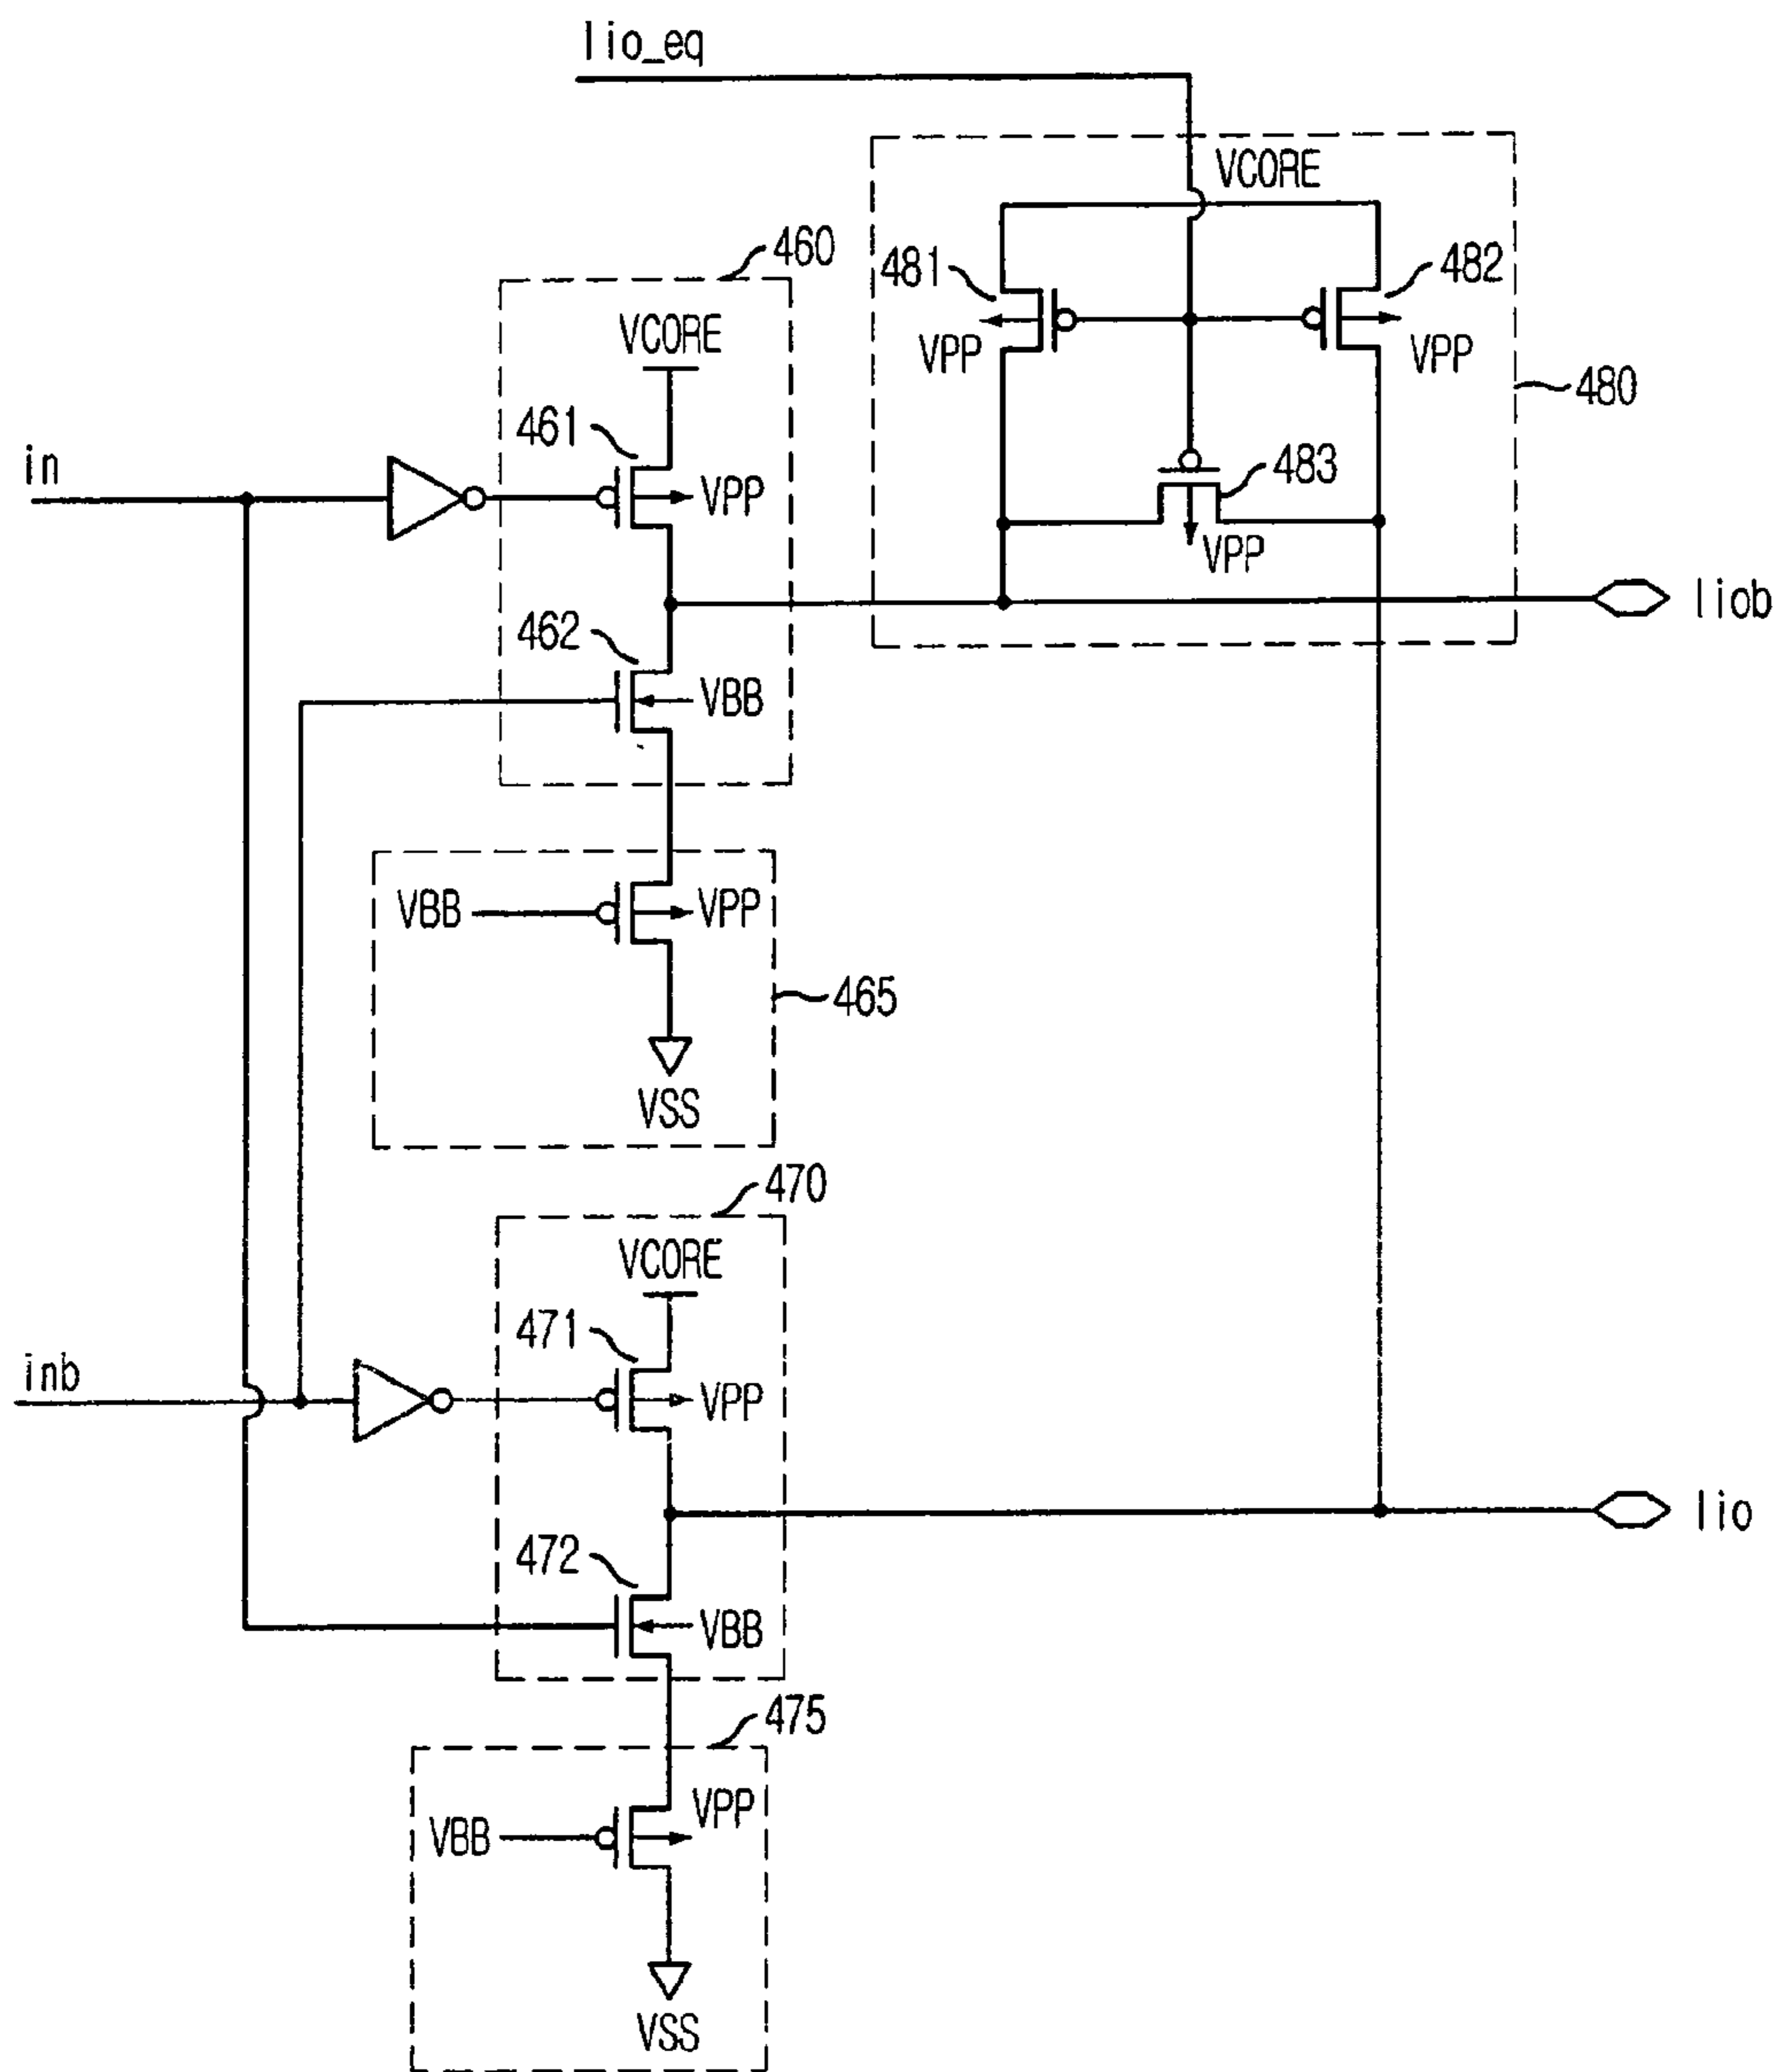 lio_eq
VCORE
460
481
482
VCORE
VPP
VPP
480
461
483
in
VPP
VPP
liob
462
VBB
VBB
VPP
465
VSS
470
VCORE
471
inb
VPP
lio
472
VBB
475
VPP
VBB
VSS